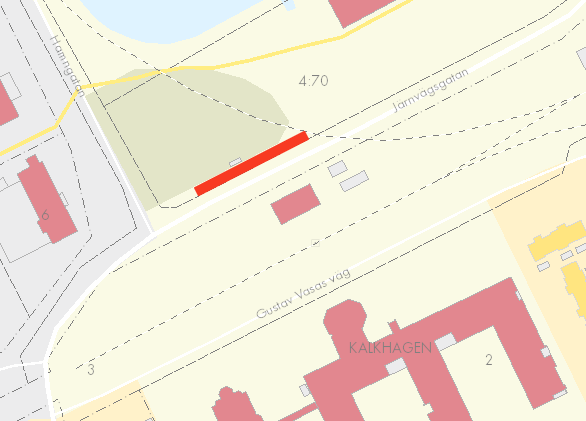 Hamngatan
4:70
Järnvägsgatan
6
Gustav Vasas väg
KALKHAGEN
2
3